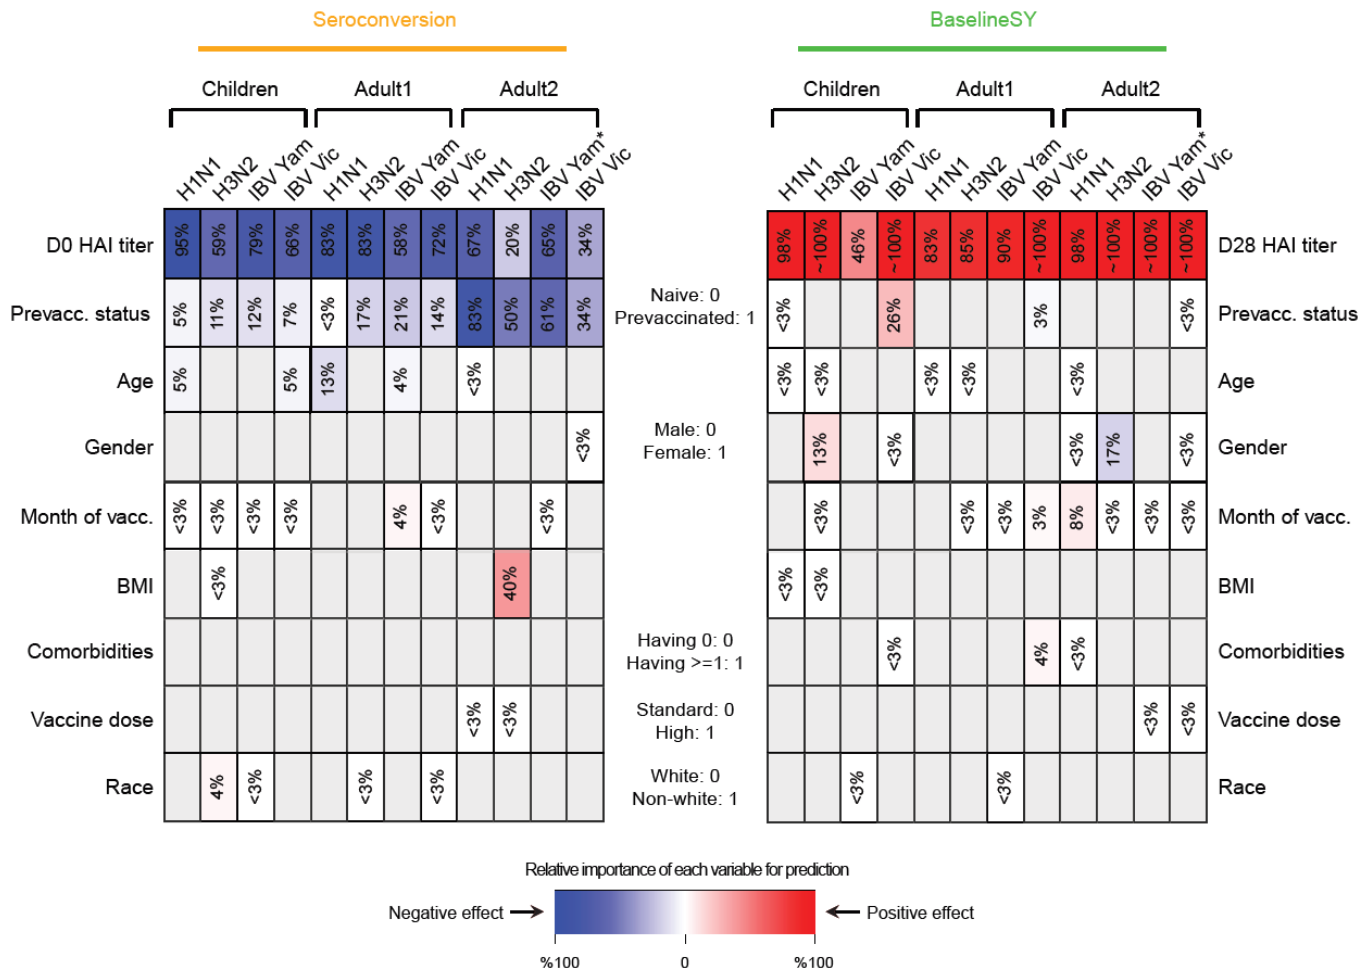 Seroconversion
BaselineSY
Children Adult1 Adult2
Children Adult1 Adult2
H1N1 H3N2 IBV Yam IBV Vic H1N1 H3N2 IBV Yam IBV Vic H1N1 H3N2 IBV Yam* IBV Vic
H1N1 H3N2 IBV Yam IBV Vic H1N1 H3N2 IBV Yam IBV Vic H1N1 H3N2 IBV Yam* IBV Vic
D0 HAI titer 95% 59% 79% 66% 83% 83% 58% 72% 67% 20% 65% 34%
98% ~100% 46% ~100% 83% 85% 90% ~100% 98% ~100% ~100% ~100% D28 HAI titer
Prevacc. status 5% 11% 12% 7% <3% 17% 21% 14% 83% 50% 61% 34%
Naive: 0
Prevaccinated: 1
<3% 26% 3% <3% Prevacc. status
Age 5% 5% 13% 4% <3%
<3% <3% <3% <3% <3% Age
Gender <3%
Male: 0
Female: 1
13% <3% <3% 17% <3% Gender
Month of vacc. <3% <3% <3% <3% 4% <3% <3%
<3% <3% <3% 3% 8% <3% <3% <3% Month of vacc.
BMI <3% 40%
<3% <3% BMI
Comorbidities
Having 0: 0
Having >=1: 1
<3% 4% <3% Comorbidities
Vaccine dose <3% <3%
Standard: 0
High: 1
<3% <3% Vaccine dose
Race 4% <3% <3% <3%
White: 0
Non-white: 1
<3% <3% Race
Relative importance of each variable for prediction
Negative effect
Positive effect
%100 0 %100